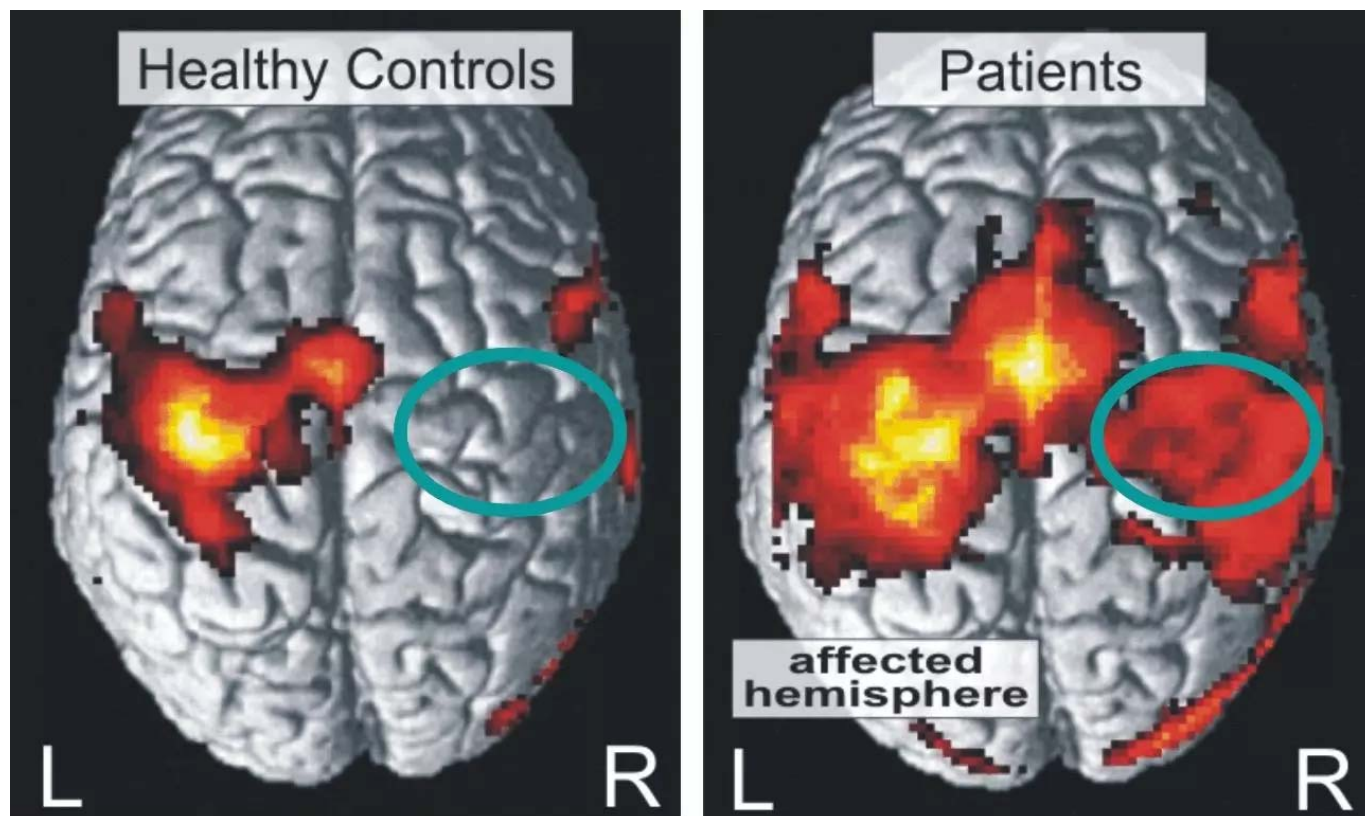 Healthy Controls
L
R
Patients
affected
hemisphere
L
R